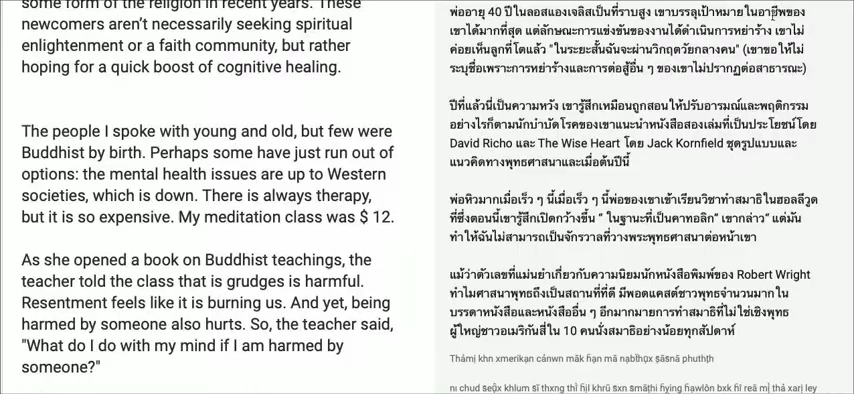 some form of the religion in recent years. These
newcomers aren't necessarily seeking spiritual
enlightenment or a faith community, but rather
hoping for a quick boost of cognitive healing.
The people I spoke with young and old, but few were
Buddhist by birth. Perhaps some have just run out of
options: the mental health issues are up to Western
societies, which is down. There is always therapy,
but it is so expensive. My meditation class was $ 12.
As she opened a book on Buddhist teachings, the
teacher told the class that is grudges is harmful.
Resentment feels like it is burning us. And yet, being
harmed by someone also hurts. So, the teacher said,
"What do I do with my mind if I am harmed by
someone?"
พ่ออายุ 40 ปีในลอสแองเจลิสเป็นที่ราบสูง เขาบรรลุเป้าหมายในอาชีพของ
เขาได้มากที่สุด แต่ลักษณะการแข่งขันของงานได้ดำเนินการหย่าร้าง เขาไม่
ค่อยเห็นลูกที่โตแล้ว "ในระยะสั้นฉันจะผ่านวิกฤตวัยกลางคน" (เขาขอให้ไม่
ระบุชื่อเพราะการหย่าร้างและการต่อสู้อื่น ๆ ของเขาไม่ปรากฏต่อสาธารณะ)
ปีที่แล้วนี่เป็นความหวัง เขารู้สึกเหมือนถูกสอนให้ปรับอารมณ์และพฤติกรรม
อย่างไรก็ตามนักบำบัดโรคของเขาแนะนำหนังสือสองเล่มที่เป็นประโยชน์โดย
David Richo และ The Wise Heart โดย Jack Kornfield ชุดรูปแบบและ
แนวคิดทางพุทธศาสนาและเมื่อต้นปีนี้
พ่อหิวมากเมื่อเร็ว ๆ นี้เมื่อเร็ว ๆ นี้พ่อของเขาเข้าเรียนวิชาทำสมาธิในฮอลลีวูด
ที่ซึ่งตอนนี้เขารู้สึกเปิดกว้างขึ้น " ในฐานะที่เป็นคาทอลิก" เขากล่าว" แต่มัน
ทำให้ฉันไม่สามารถเป็นจักรวาลที่วางพระพุทธศาสนาต่อหน้าเขา
แม้ว่าตัวเลขที่แม่นยำเกี่ยวกับความนิยมนักหนังสือพิมพ์ของ Robert Wright
ทำไมศาสนาพุทธถึงเป็นสถานที่ที่ดี มีพอดแคสต์ชาวพุทธจำนวนมากใน
บรรดาหนังสือและหนังสืออื่น ๆ อีกมากมายการทำสมาธิที่ไม่ใช่เชิงพุทธ
ผู้ใหญ่ชาวอเมริกันสี่ใน 10 คนนั่งสมาธิอย่างน้อยทุกสัปดาห์